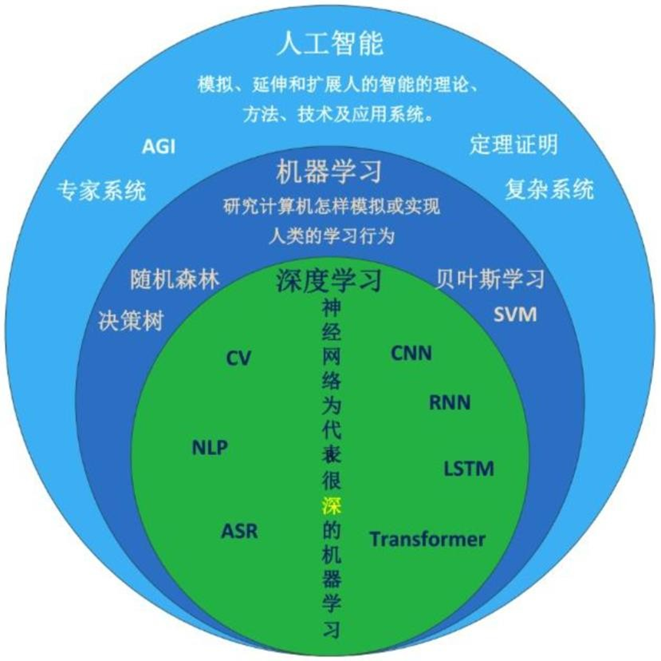 人工智能
模拟、延伸和扩展人的智能的理论、
方法、技术及应用系统。
AGI
定理证明
专家系统
复杂系统
机器学习
研究计算机怎样模拟或实现
人类的学习行为
随机森林
贝叶斯学习
决策树
SVM
深度学习
神经网络为代表很深的机器学习
CV
CNN
RNN
NLP
LSTM
ASR
Transformer